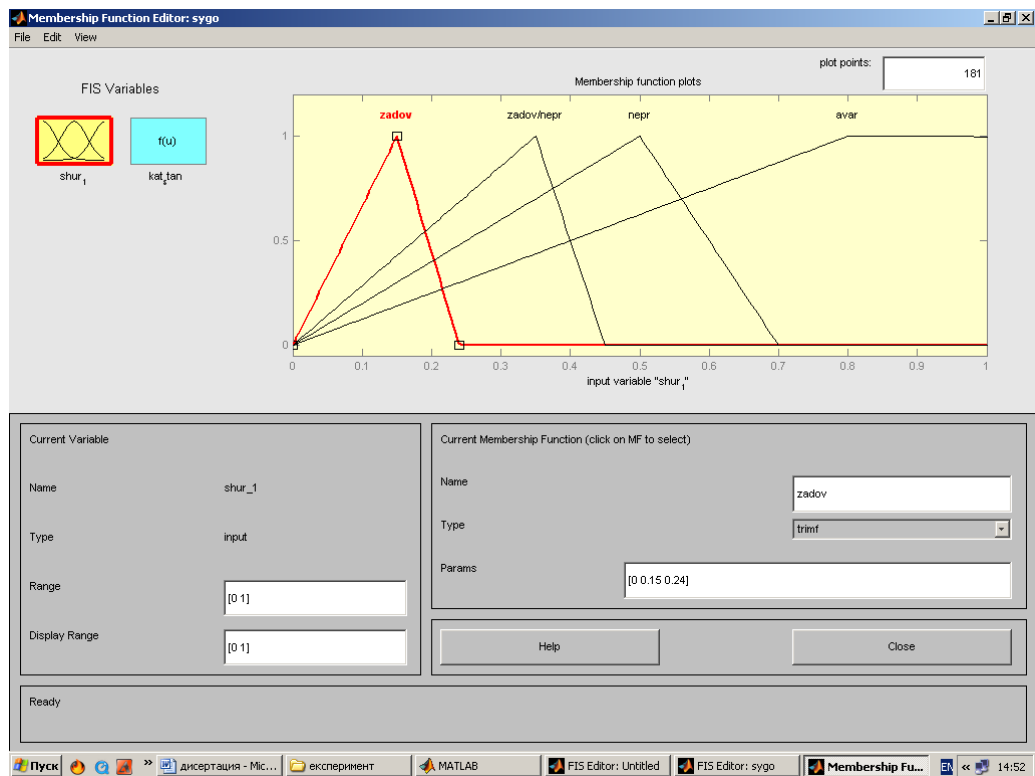 Membership Function Editor: sygo
File Edit View
plot points:
181
FIS Variables
Membership function plots
f(u)
shur1
kat_stan
zadov
zadov/nepr
nepr
avar
1
0.5
0
0 0.1 0.2 0.3 0.4 0.5 0.6 0.7 0.8 0.9 1
input variable "shur1"
Current Variable
Name
shur_1
Type
input
Range
[0 1]
Display Range
[0 1]
Current Membership Function (click on MF to select)
Name
zadov
Type
trimf
Params
[0 0.15 0.24]
Help
Close
Ready
Пуск
»
дисертация - Mic...
експеримент
MATLAB
FIS Editor: Untitled
FIS Editor: sygo
Membership Fu...
EN
«
14:52